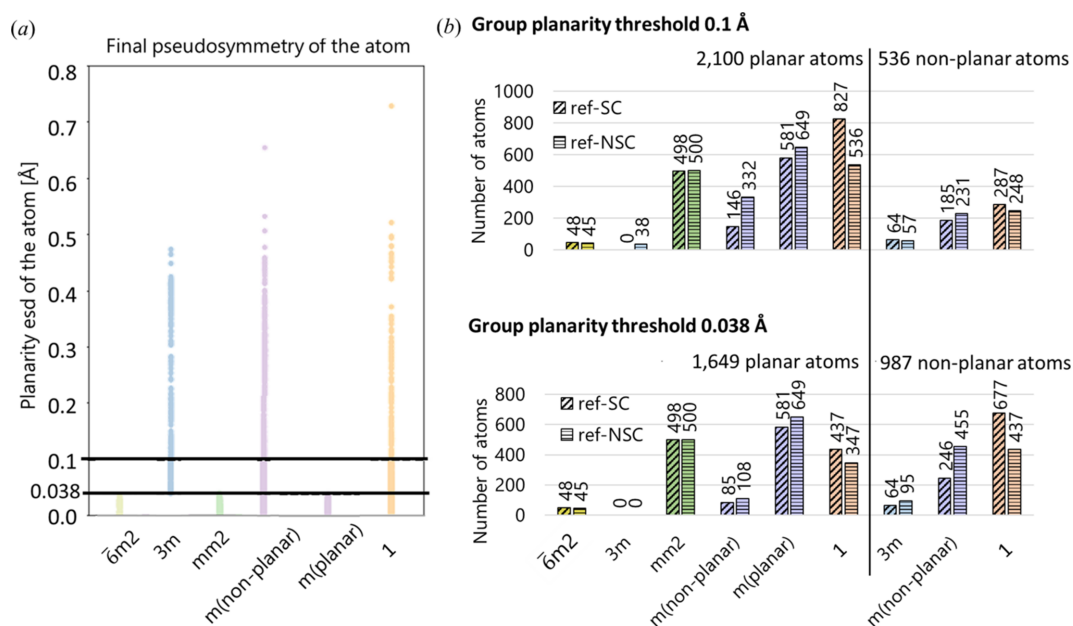 (a)
Final pseudosymmetry of the atom
Planarity esd of the atom [Å]
0.8
0.7
0.6
0.5
0.4
0.3
0.2
0.1
0.038
0.0
6̅m2
3m
mm2
m(non-planar)
m(planar)
1
(b) Group planarity threshold 0.1 Å
2,100 planar atoms
536 non-planar atoms
Number of atoms
1000
800
600
400
200
0
ref-SC
ref-NSC
48
45
0
38
498
500
146
332
581
649
827
536
64
57
185
231
287
248
Group planarity threshold 0.038 Å
1,649 planar atoms
987 non-planar atoms
Number of atoms
800
600
400
200
0
ref-SC
ref-NSC
48
45
0
0
498
500
85
108
581
649
437
347
64
95
246
455
677
437
6̅m2
3m
mm2
m(non-planar)
m(planar)
1
3m
m(non-planar)
1